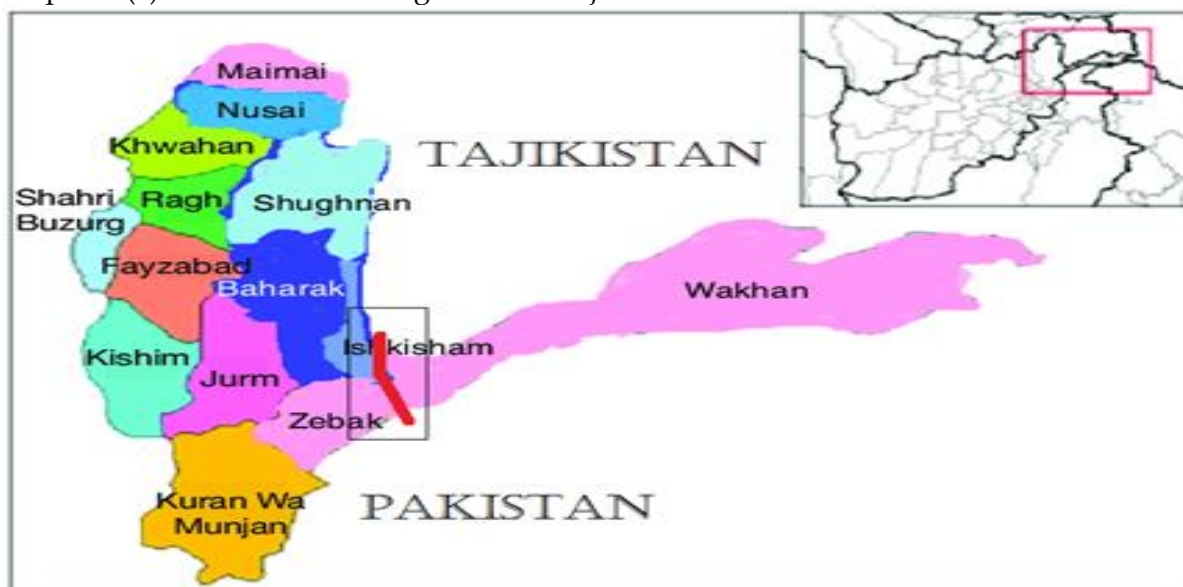 Maimai
Nusai
Khwahan
TAJIKISTAN
Shahri
Buzurg
Ragh
Shughnan
Fayzabad
Baharak
Wakhan
Ishkisham
Kishim
Jurm
Zebak
Kuran Wa
Munjan
PAKISTAN